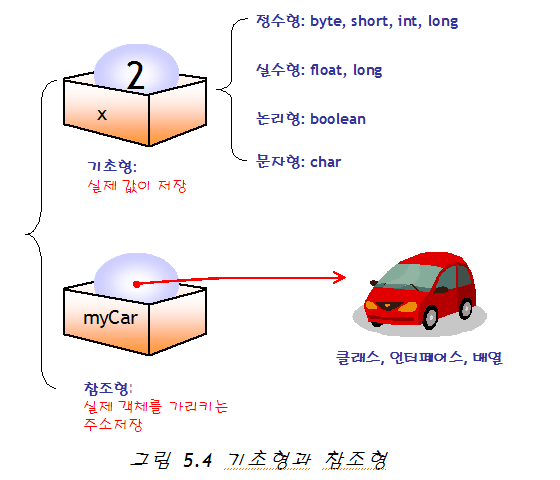 정수형: byte, short, int, long
실수형: float, long
논리형: boolean
문자형: char
2
x
기초형:
실제 값이 저장
myCar
참조형:
실제 객체를 가리키는
주소저장
클래스, 인터페이스, 배열
그림 5.4 기초형과 참조형